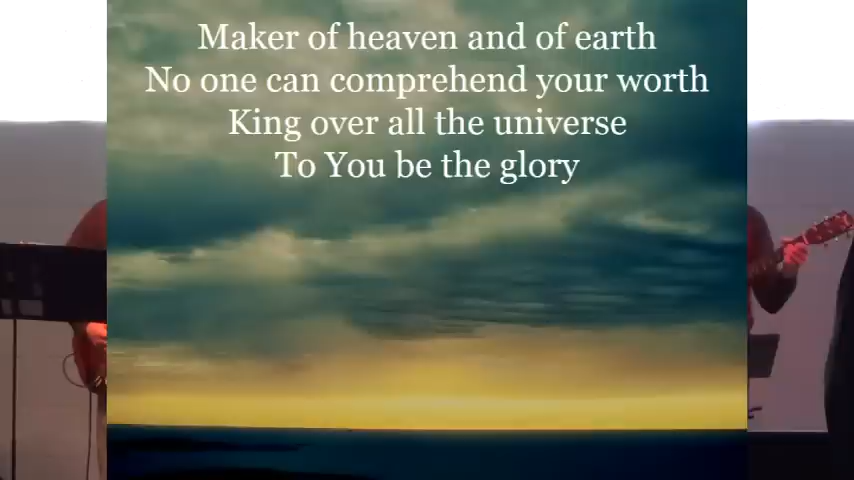 Maker of heaven and of earth
No one can comprehend your worth
King over all the universe
To You be the glory